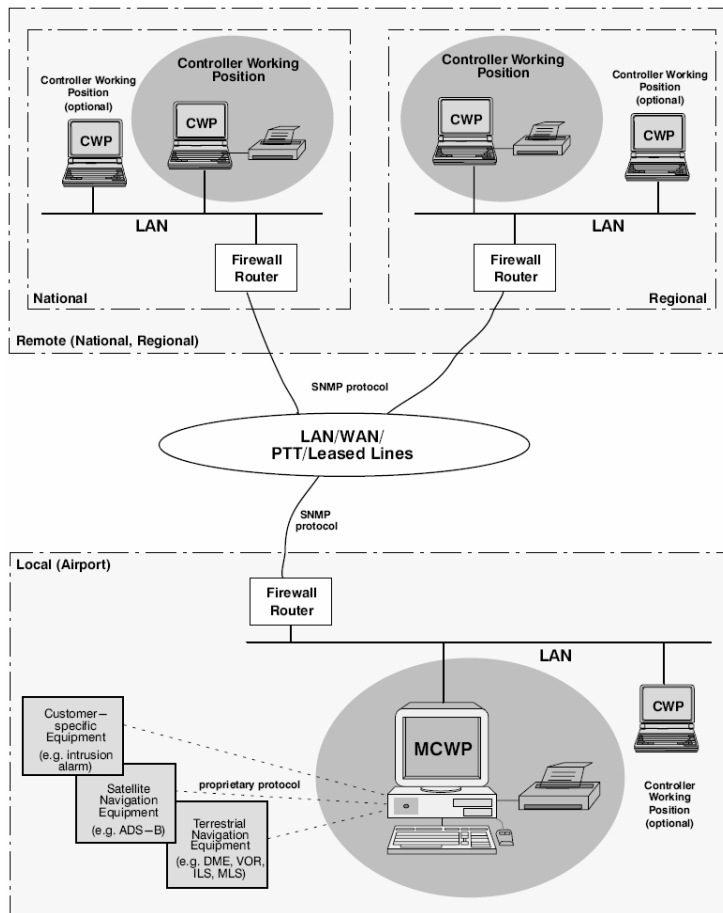 Controller Working
Position
(optional)
CWP
Controller Working
Position
CWP
LAN
Firewall
Router
National
Controller Working
Position
CWP
Controller Working
Position
(optional)
CWP
LAN
Firewall
Router
Regional
Remote (National, Regional)
SNMP protocol
LAN/WAN/
PTT/Leased Lines
SNMP
protocol
Local (Airport)
Firewall
Router
LAN
MCWP
CWP
Controller
Working
Position
(optional)
Customer–
specific
Equipment
(e.g. intrusion
alarm)
proprietary protocol
Satellite
Navigation
Equipment
(e.g. ADS–B)
Terrestrial
Navigation
Equipment
(e.g. DME, VOR,
ILS, MLS)